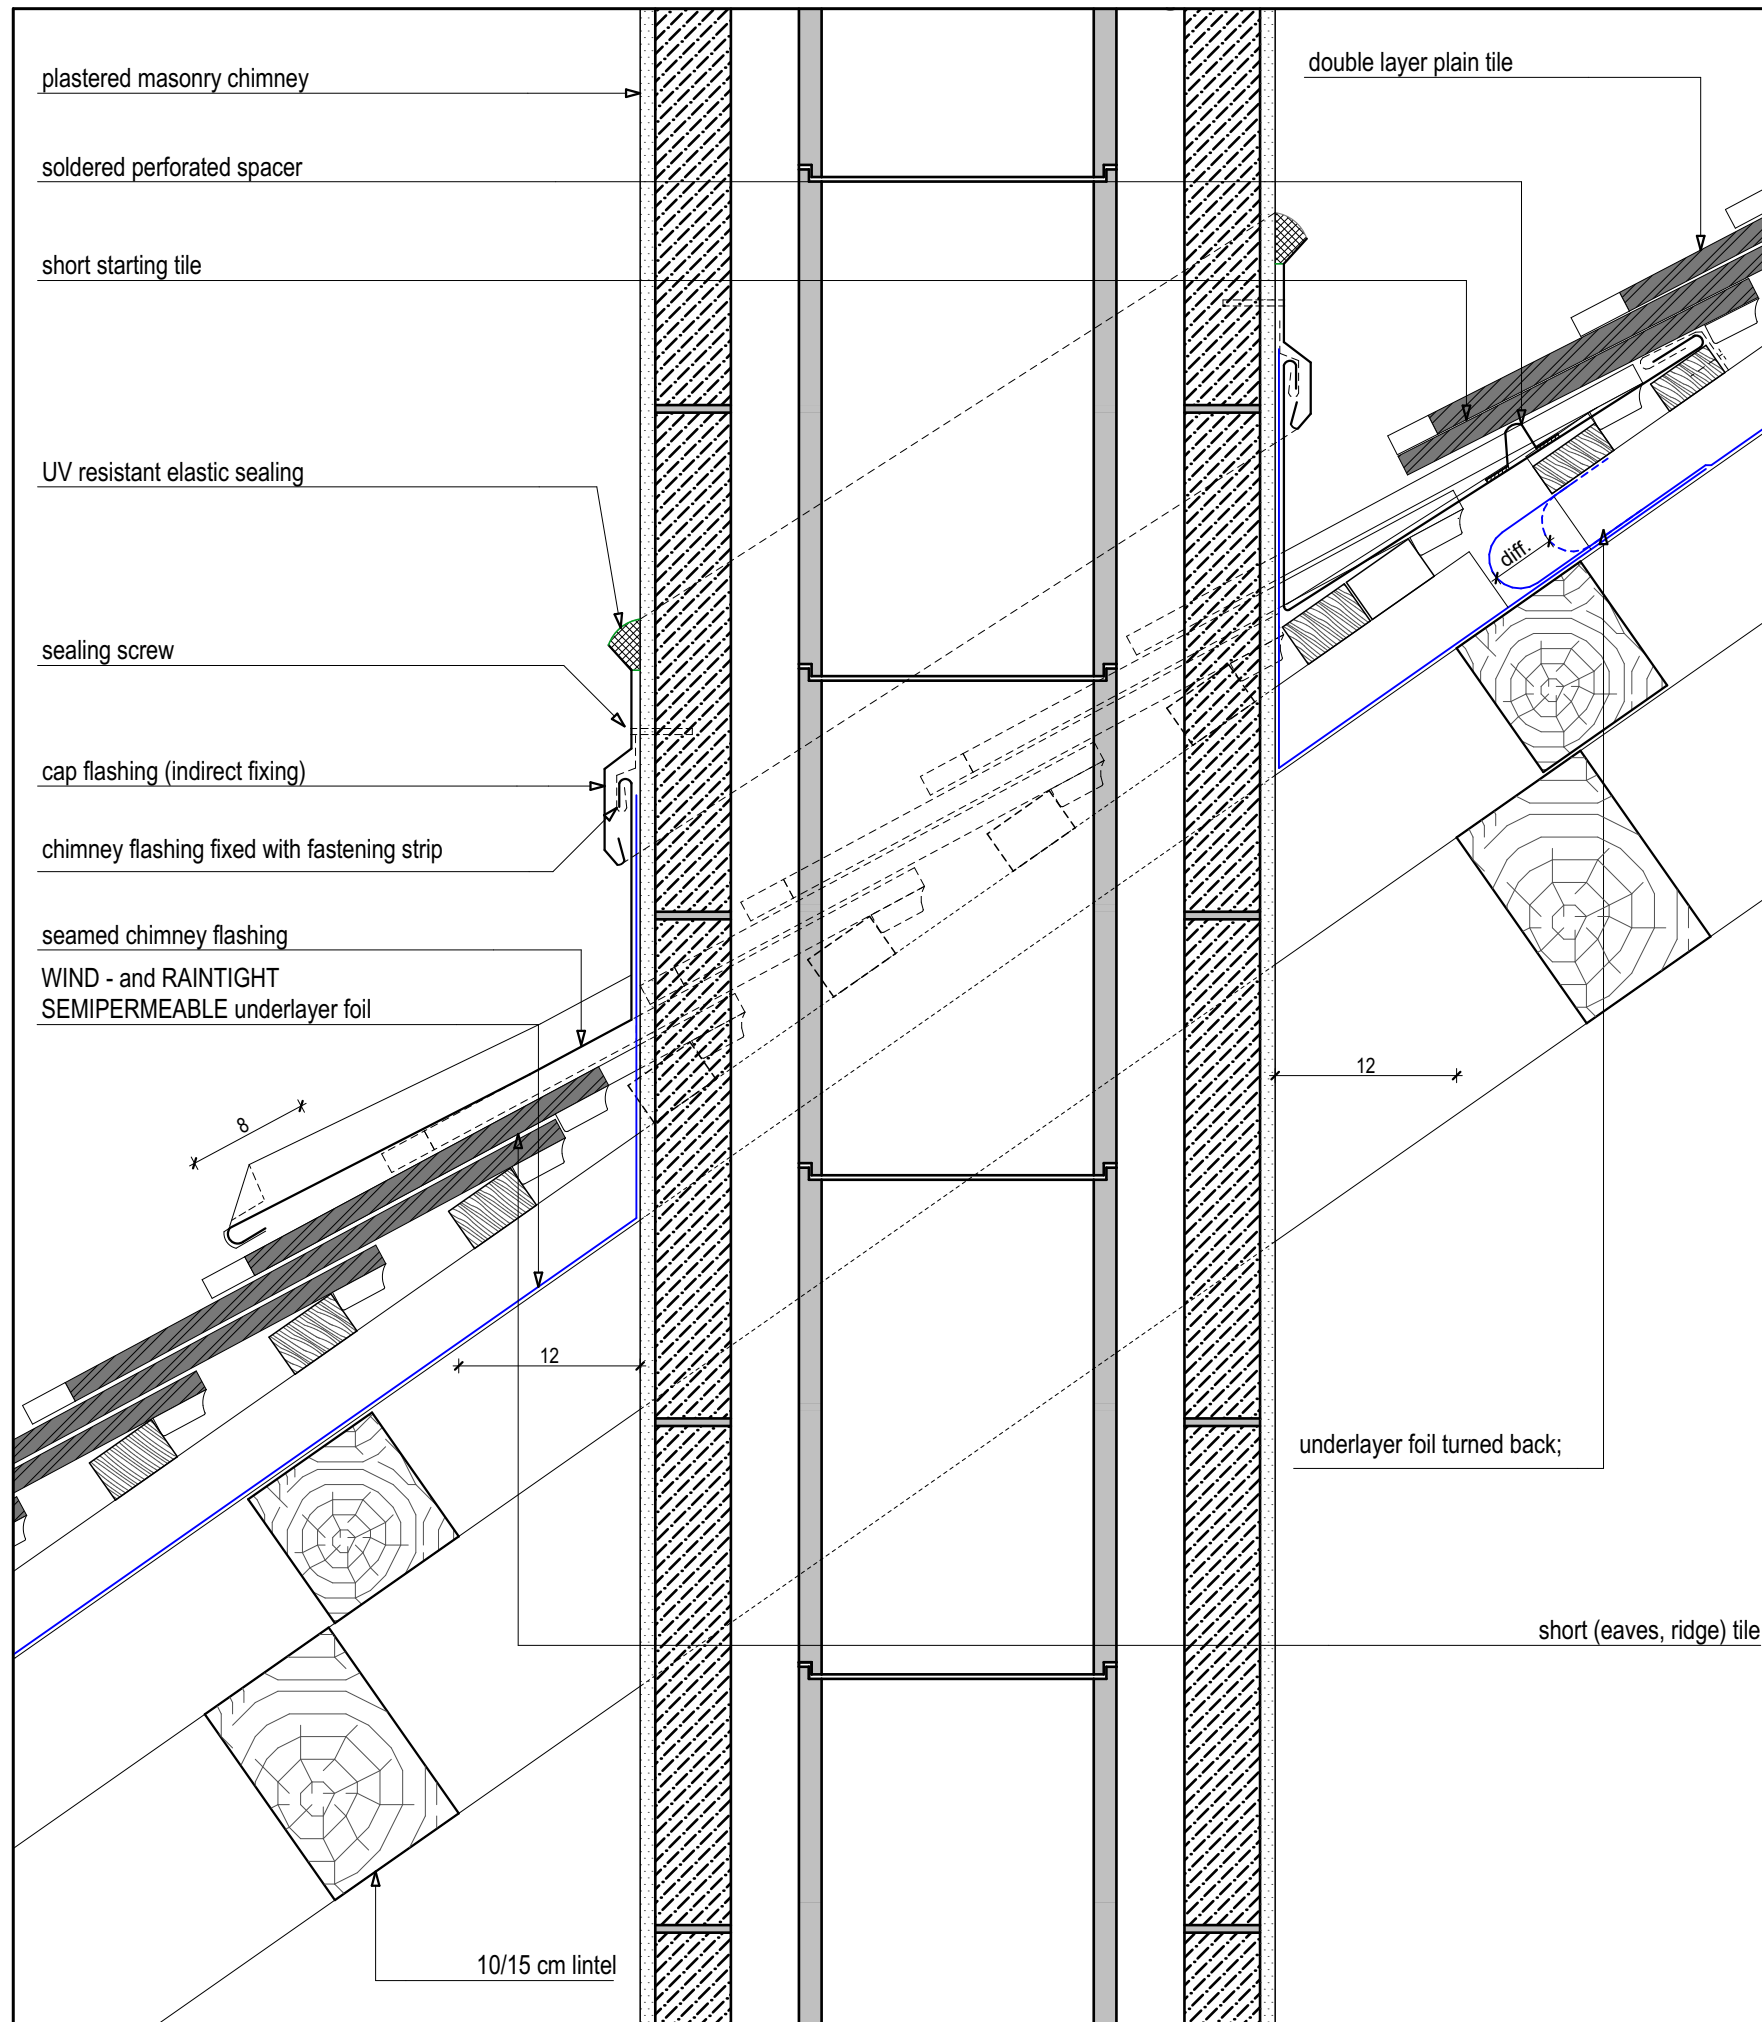 plastered masonry chimney
double layer plain tile
soldered perforated spacer
short starting tile
UV resistant elastic sealing
diff.
sealing screw
cap flashing (indirect fixing)
chimney flashing fixed with fastening strip
seamed chimney flashing
WIND - and RAINTIGHT
SEMIPERMEABLE underlayer foil
12
8
12
underlayer foil turned back;
short (eaves, ridge) tile
10/15 cm lintel